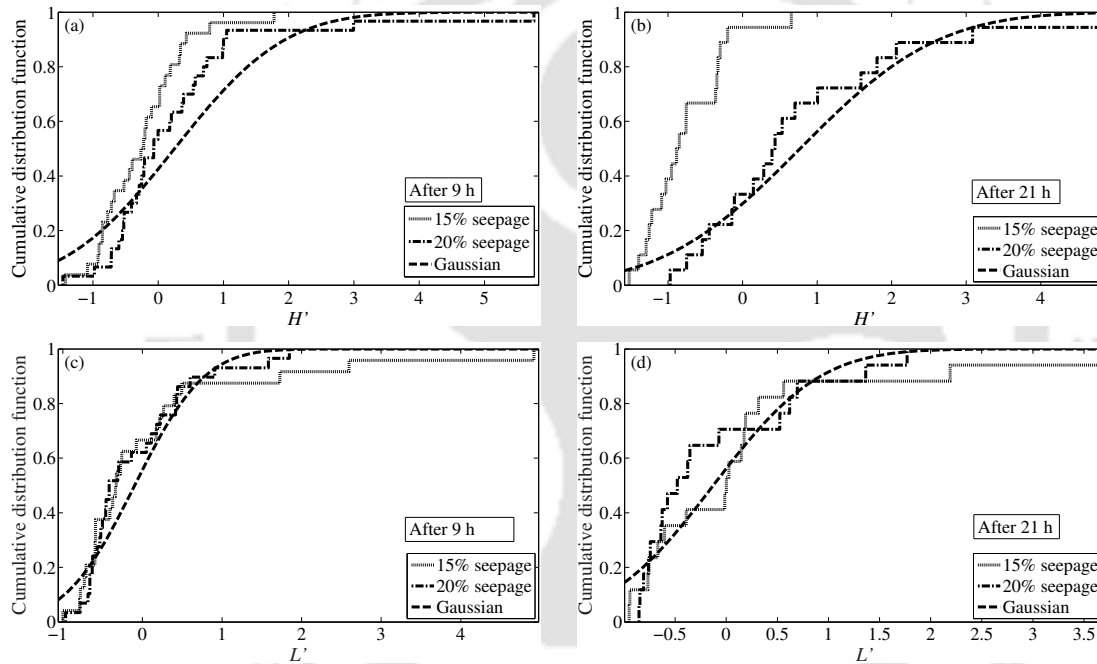 (a)
Cumulative distribution function
1
0.8
0.6
0.4
0.2
0
After 9 h
15% seepage
20% seepage
Gaussian
−1 0 1 2 3 4 5
H’
(b)
Cumulative distribution function
1
0.8
0.6
0.4
0.2
0
After 21 h
15% seepage
20% seepage
Gaussian
−1 0 1 2 3 4
H’
(c)
Cumulative distribution function
1
0.8
0.6
0.4
0.2
0
After 9 h
15% seepage
20% seepage
Gaussian
−1 0 1 2 3 4
L’
(d)
Cumulative distribution function
1
0.8
0.6
0.4
0.2
0
After 21 h
15% seepage
20% seepage
Gaussian
−0.5 0 0.5 1 1.5 2 2.5 3 3.5
L’